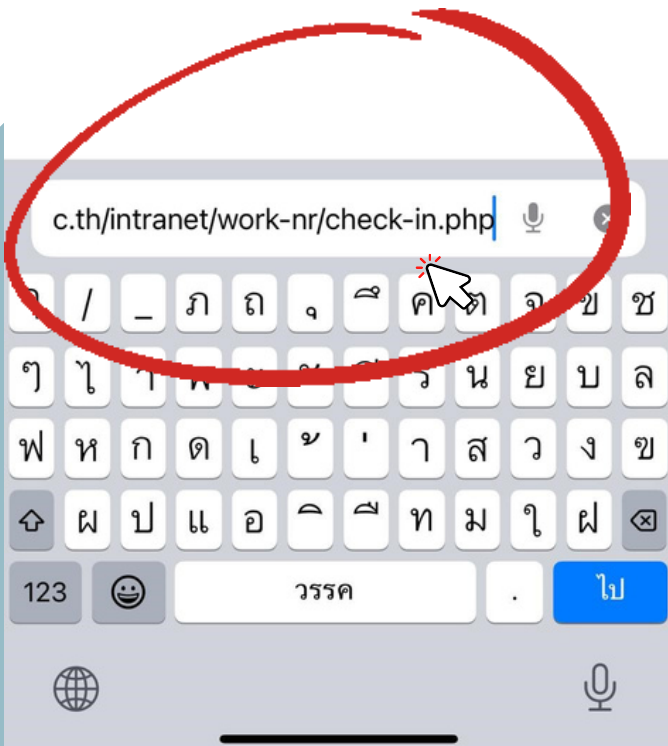 c.th/intranet/work-nr/check-in.php
/ _ ภ ถ ุ ึ ค ต จ ข ช
ๆ ไ ำ พ ะ ั ี ร น ย บ ล
ฟ ห ก ด เ ้ ่ า ส ว ง ฃ
ผ ป แ อ ิ ื ท ม ใ ฝ
123 วรรค . ไป